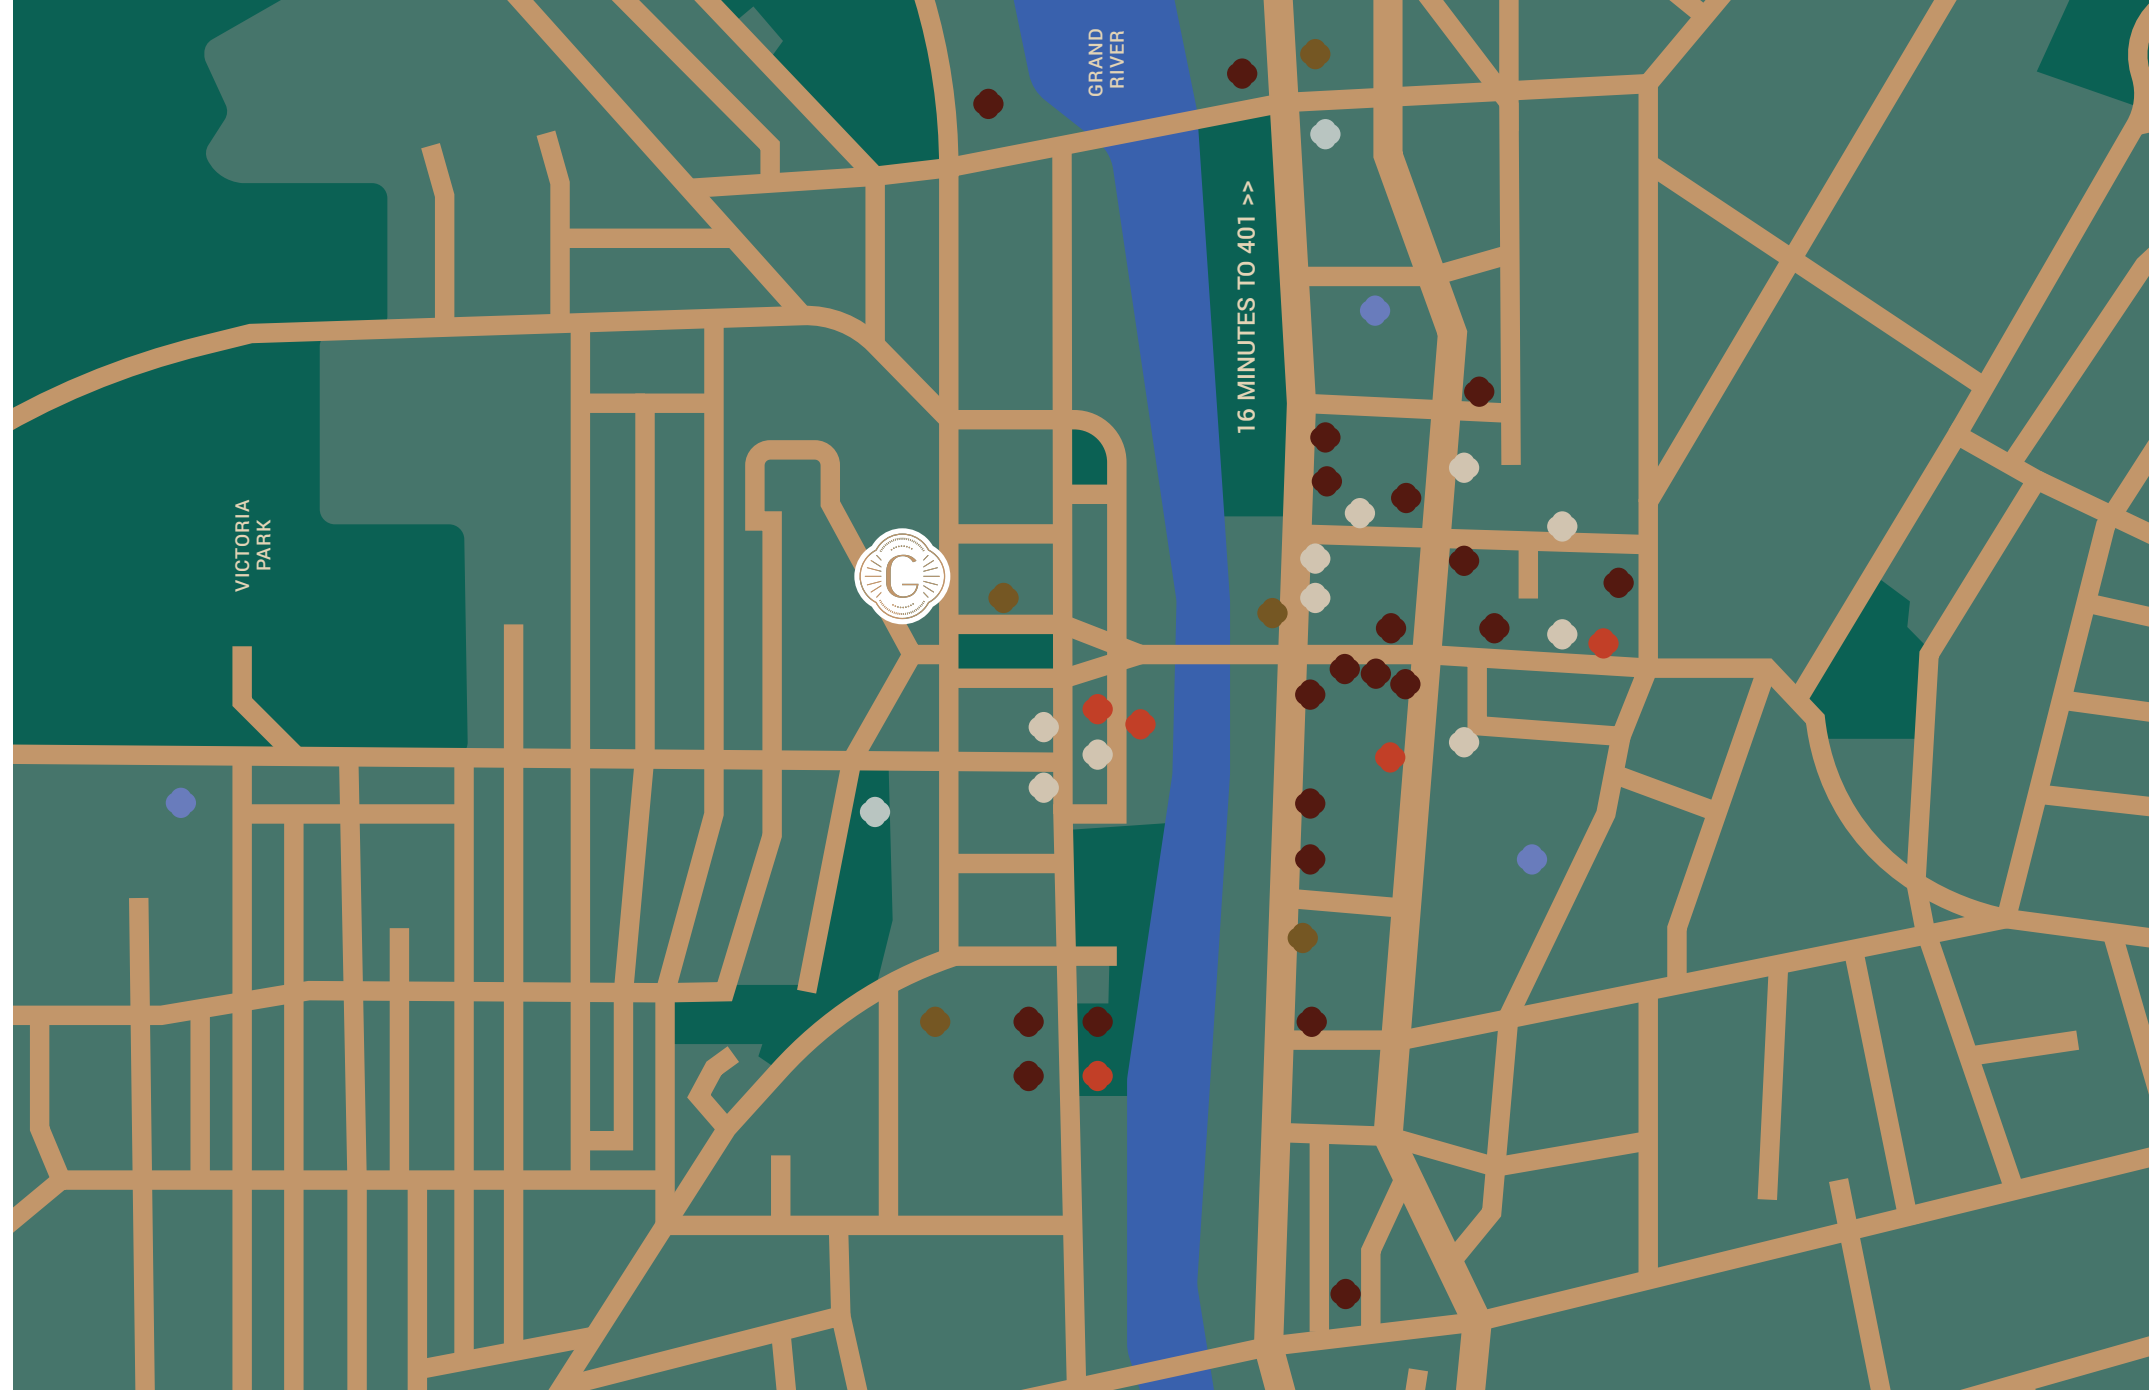 GRAND
RIVER
16 MINUTES TO 401 >>
VICTORIA
PARK
G